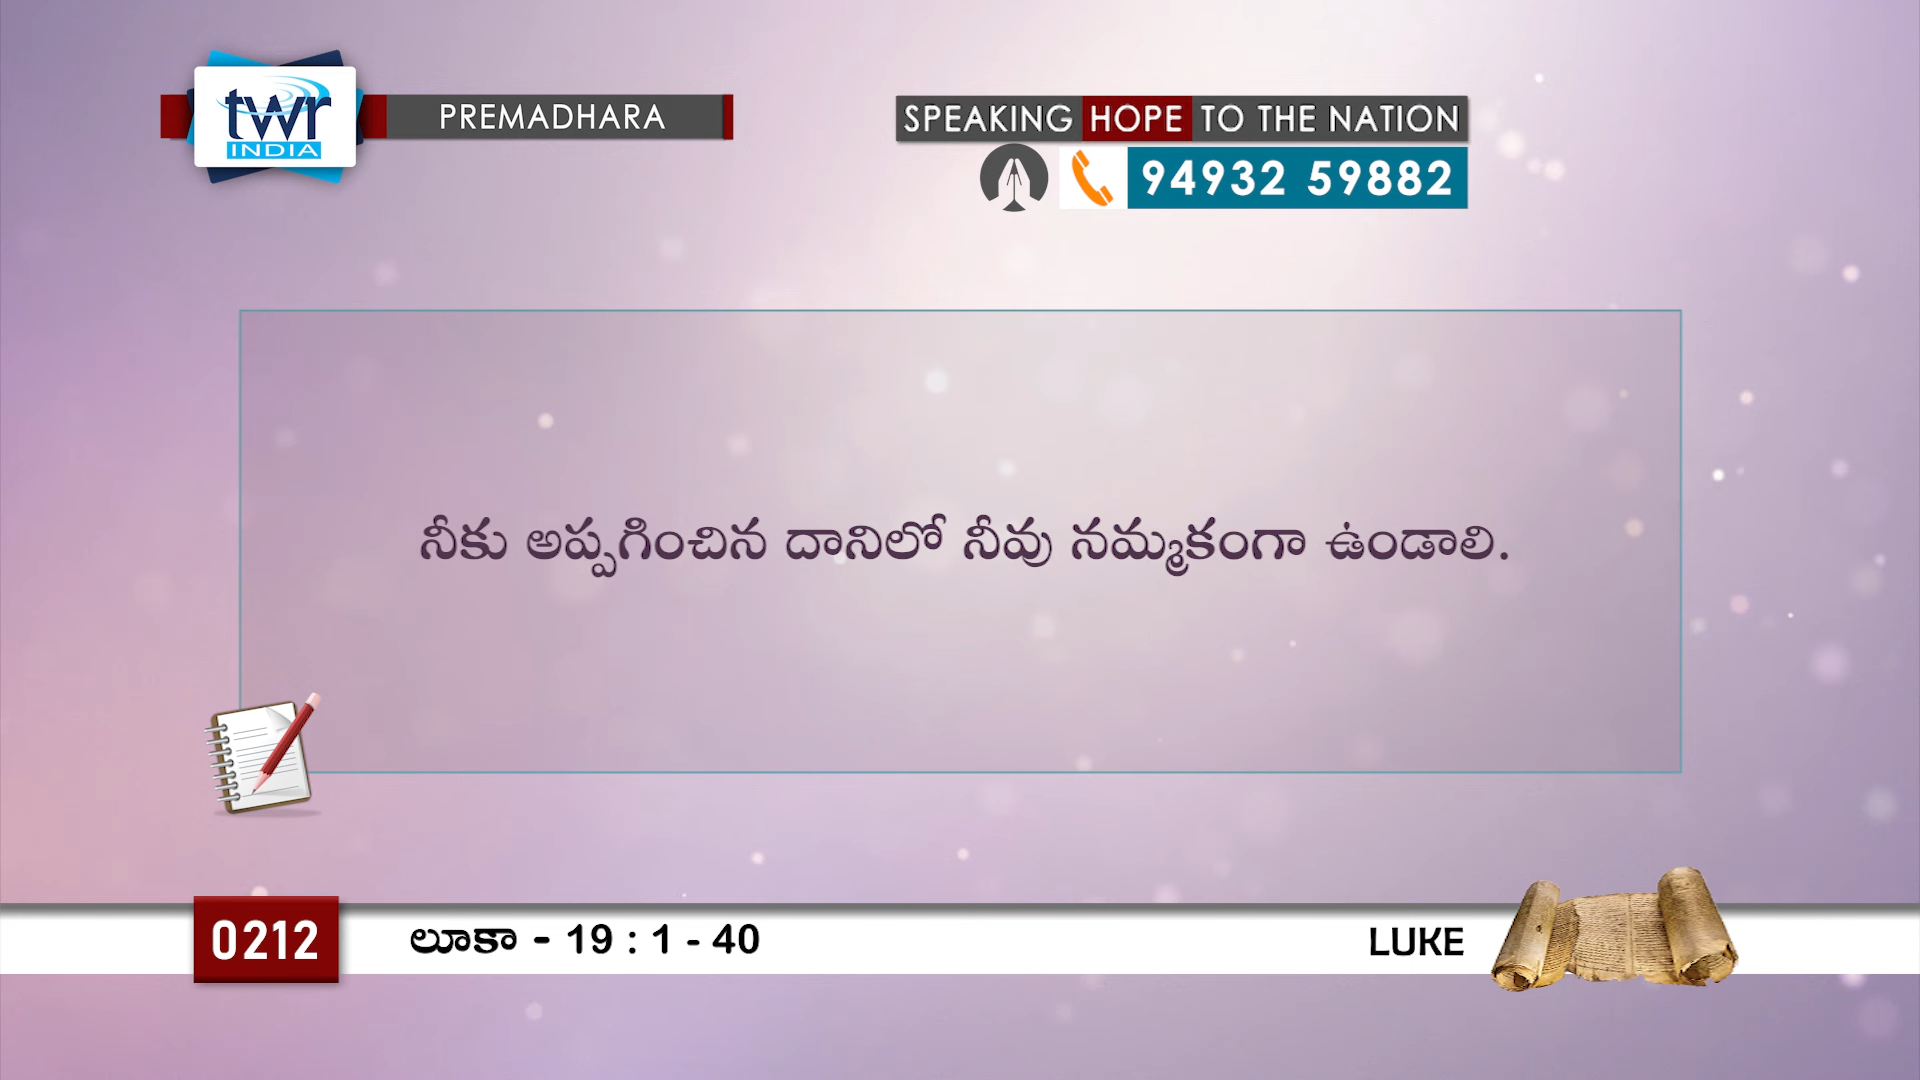 twr
INDIA
PREMADHARA
SPEAKING HOPE TO THE NATION
94932 59882
నీకు అప్పగించిన దానిలో నీవు నమ్మకంగా ఉండాలి.
0212
లూకా - 19 : 1 - 40
LUKE